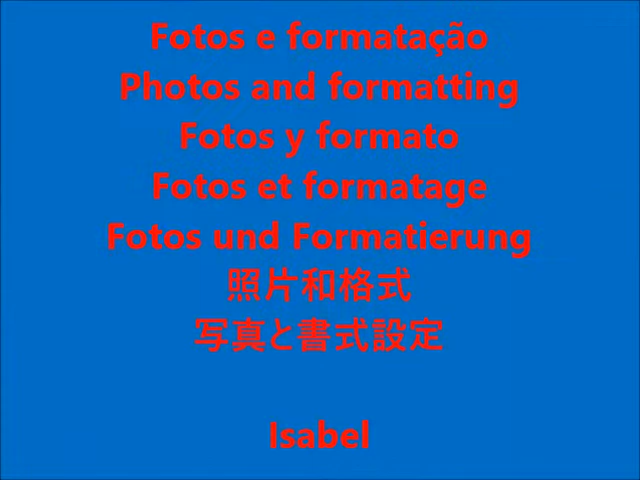 Fotos e formatação
Photos and formatting
Fotos y formato
Fotos et formatage
Fotos und Formatierung
照片和格式
写真と書式設定
Isabel